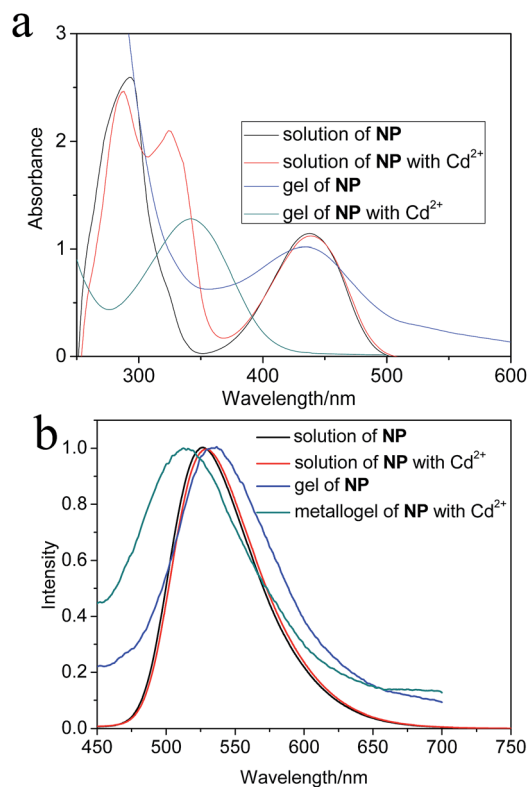 a
3
2
1
0
Absorbance
solution of NP
solution of NP with Cd²⁺
gel of NP
gel of NP with Cd²⁺
300 400 500 600
Wavelength/nm
b
1.0
0.8
0.6
0.4
0.2
0.0
Intensity
solution of NP
solution of NP with Cd²⁺
gel of NP
metallogel of NP with Cd²⁺
450 500 550 600 650 700 750
Wavelength/nm